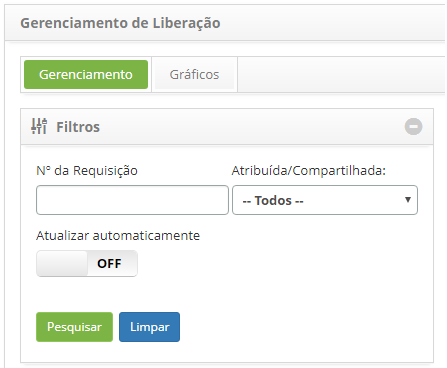 Gerenciamento de Liberação
Gerenciamento Gráficos
Filtros
Nº da Requisição Atribuída/Compartilhada:
-- Todos --
Atualizar automaticamente
OFF
Pesquisar Limpar